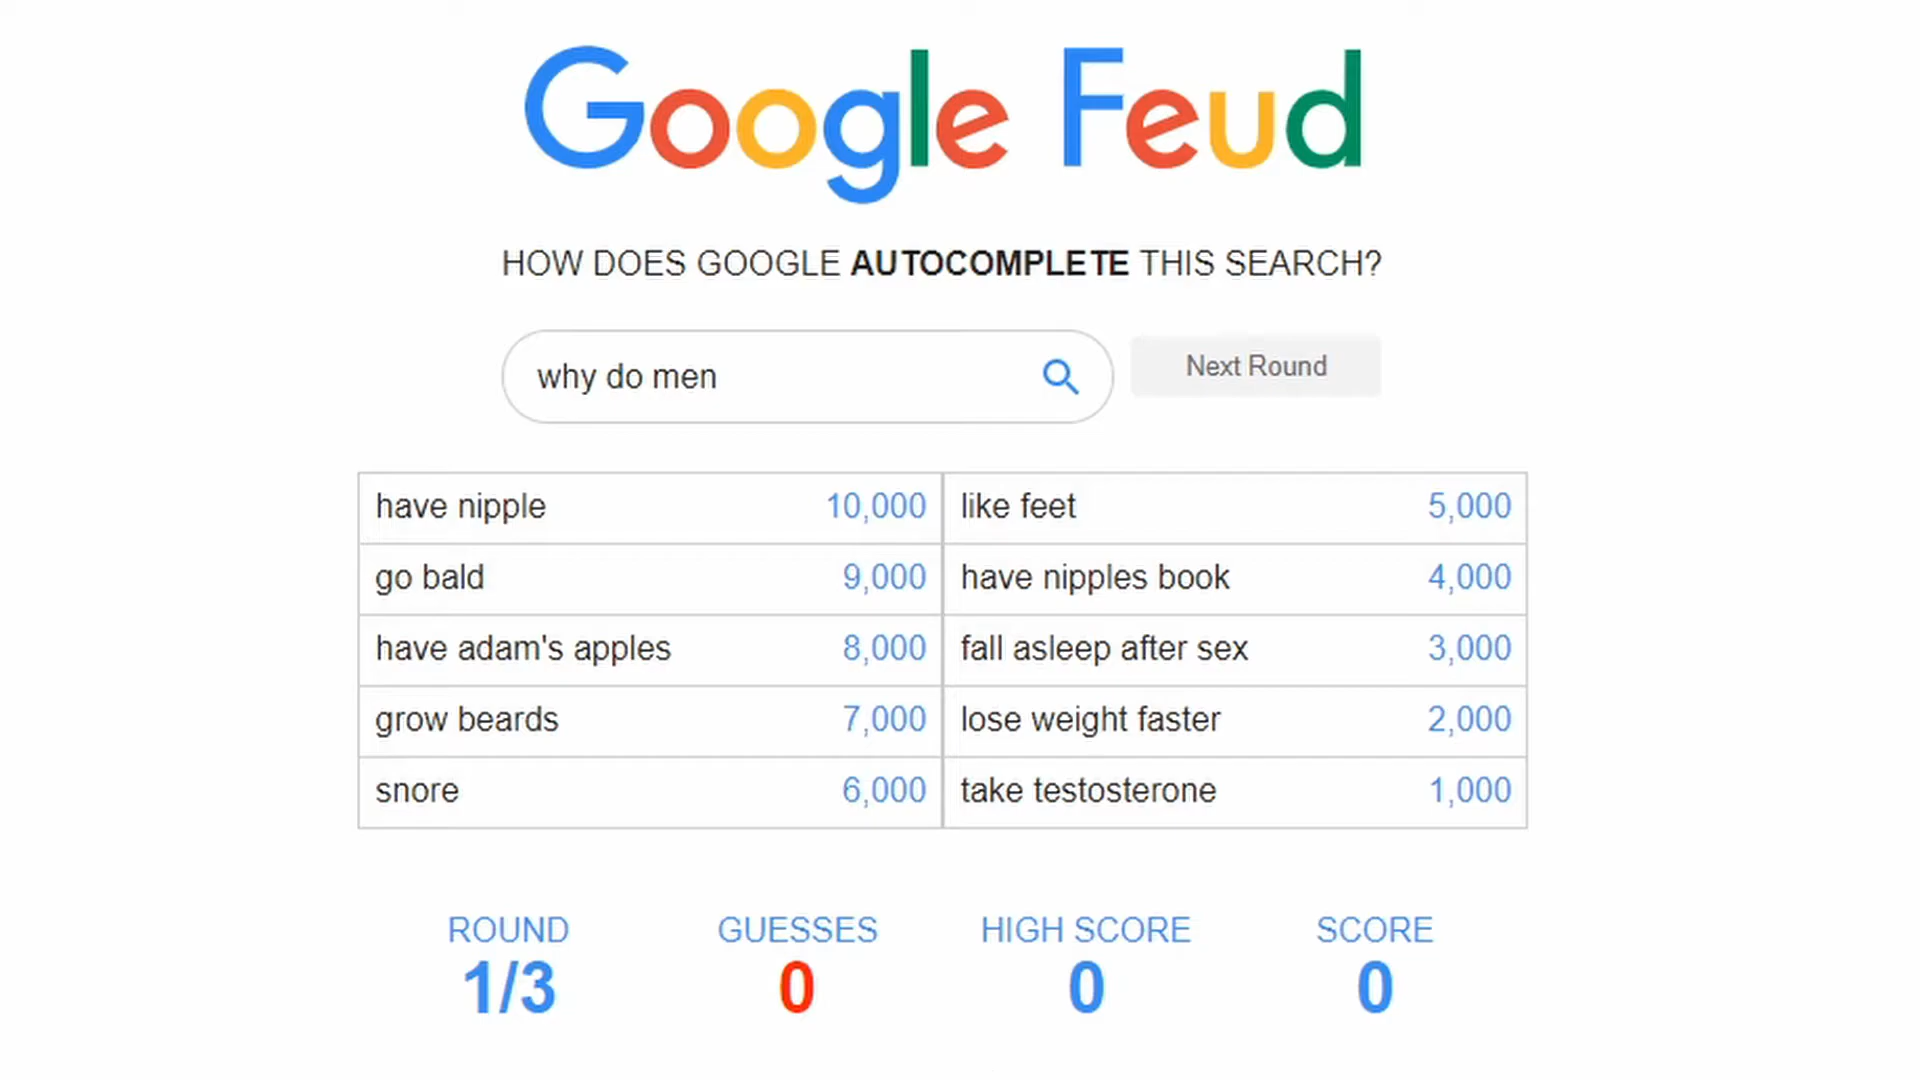 Google Feud
HOW DOES GOOGLE AUTOCOMPLETE THIS SEARCH?
why do men
Next Round
have nipple 10,000 like feet 5,000
go bald 9,000 have nipples book 4,000
have adam's apples 8,000 fall asleep after sex 3,000
grow beards 7,000 lose weight faster 2,000
snore 6,000 take testosterone 1,000
ROUND GUESSES HIGH SCORE SCORE
1/3 0 0 0